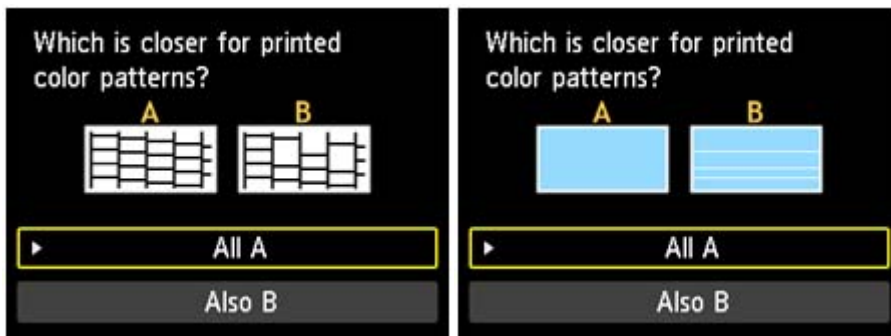 Which is closer for printed
color patterns?
A B
All A
Also B
Which is closer for printed
color patterns?
A B
All A
Also B